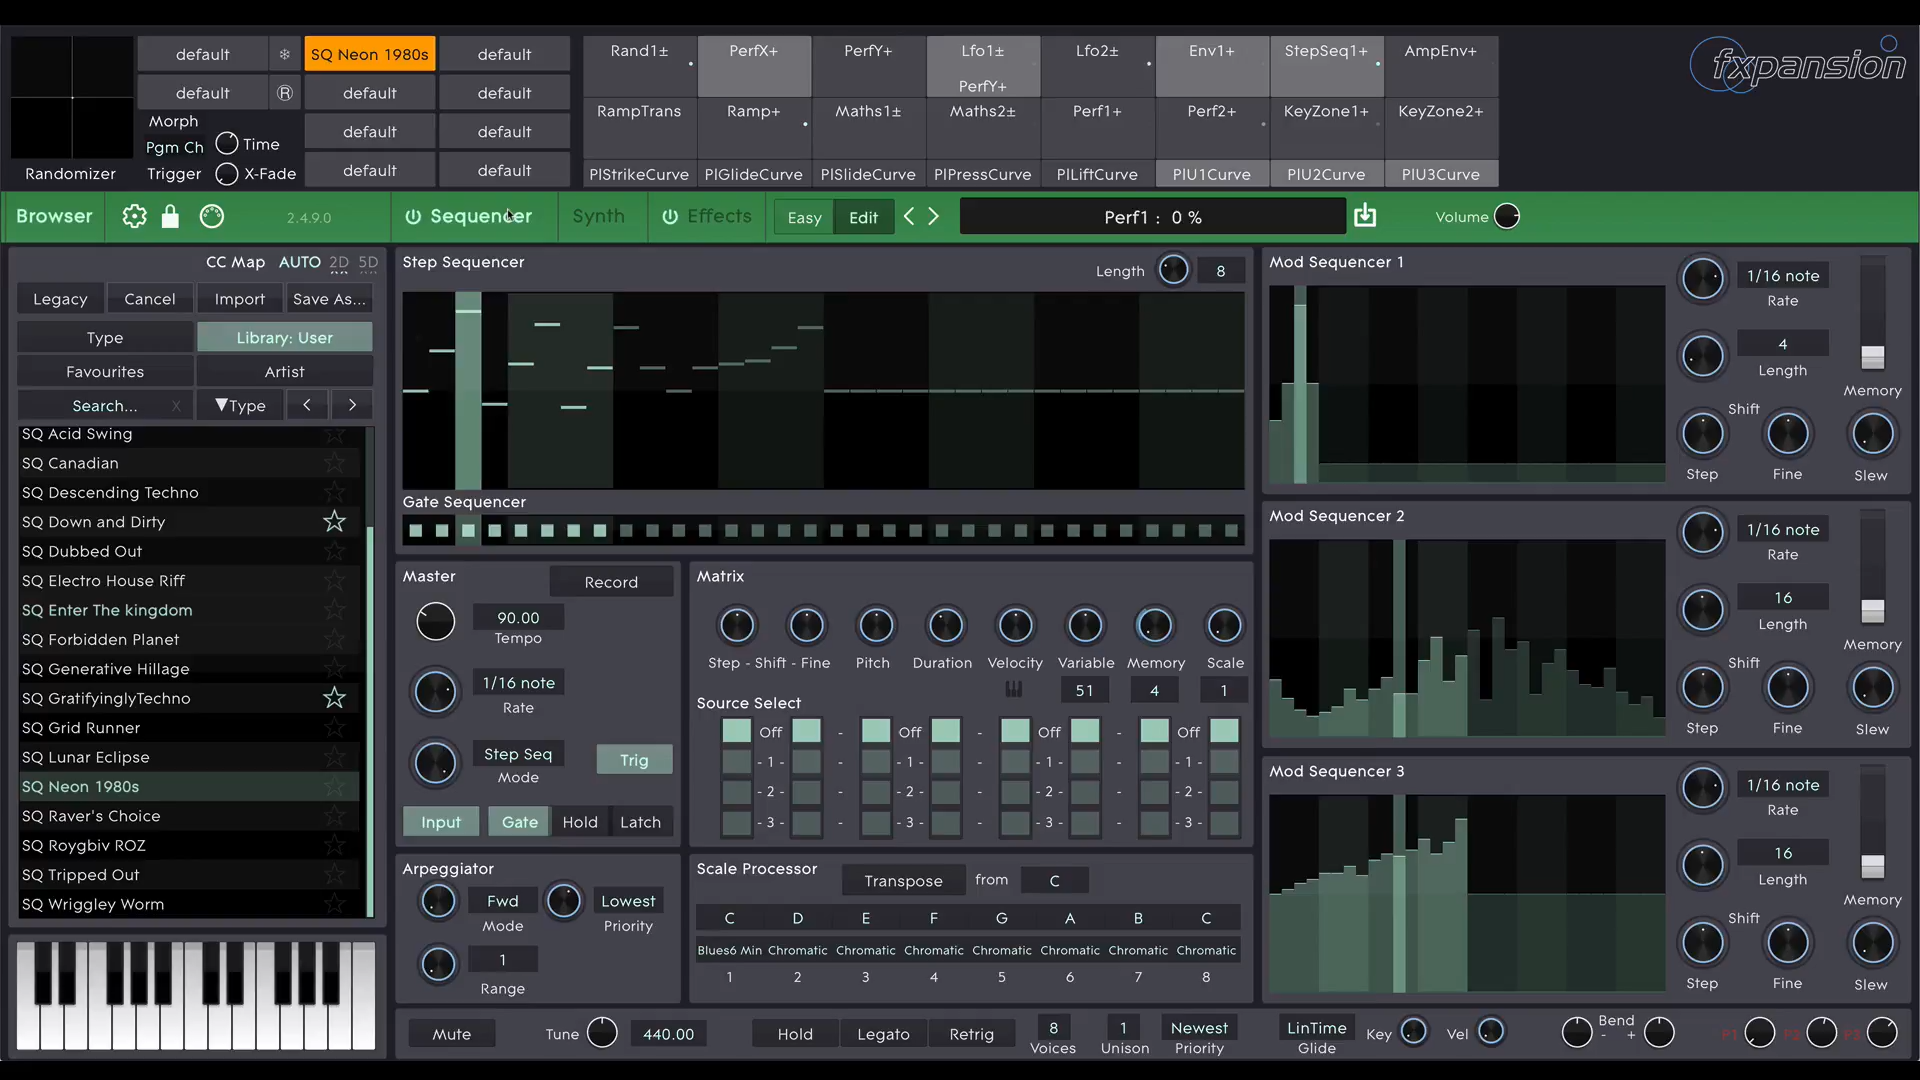 default ❄ SQ Neon 1980s default
default Ⓡ default default
Morph
Pgm Ch Time default default
Randomizer Trigger X-Fade default default
Rand1± PerfX+ PerfY+ Lfo1± Lfo2± Env1+ StepSeq1+ AmpEnv+
PerfY+
RampTrans Ramp+ Maths1± Maths2± Perf1+ Perf2+ KeyZone1+ KeyZone2+
PlStrikeCurve PlGlideCurve PlSlideCurve PlPressCurve PlLiftCurve PlU1Curve PlU2Curve PlU3Curve
fxpansion
Browser 2.4.9.0 Sequencer Synth Effects Easy Edit < > Perf1 : 0 % Volume
CC Map AUTO 2D 5D
Legacy Cancel Import Save As...
Type Library: User
Favourites Artist
Search... x ▼Type < >
SQ Acid Swing
SQ Canadian
SQ Descending Techno
SQ Down and Dirty
SQ Dubbed Out
SQ Electro House Riff
SQ Enter The kingdom
SQ Forbidden Planet
SQ Generative Hillage
SQ GratifyinglyTechno
SQ Grid Runner
SQ Lunar Eclipse
SQ Neon 1980s
SQ Raver's Choice
SQ Roygbiv ROZ
SQ Tripped Out
SQ Wriggley Worm
Step Sequencer Length 8
Gate Sequencer
Master Record
90.00
Tempo
1/16 note
Rate
Step Seq Trig
Mode
Input Gate Hold Latch
Matrix
Step - Shift - Fine Pitch Duration Velocity Variable Memory Scale
51 4 1
Source Select
Off - Off - Off - Off
- 1 - - - 1 - - - 1 - - - 1 -
- 2 - - - 2 - - - 2 - - - 2 -
- 3 - - - 3 - - - 3 - - - 3 -
Arpeggiator
Fwd Lowest
Mode Priority
1
Range
Scale Processor Transpose from C
C D E F G A B C
Blues6 Min Chromatic Chromatic Chromatic Chromatic Chromatic Chromatic Chromatic
1 2 3 4 5 6 7 8
Mod Sequencer 1
1/16 note
Rate
4
Length
Memory
Shift
Step Fine Slew
Mod Sequencer 2
1/16 note
Rate
16
Length
Memory
Shift
Step Fine Slew
Mod Sequencer 3
1/16 note
Rate
16
Length
Memory
Shift
Step Fine Slew
Mute Tune 440.00 Hold Legato Retrig 8 1 Newest LinTime Key Vel Bend P1 P2 P3
Voices Unison Priority Glide - +